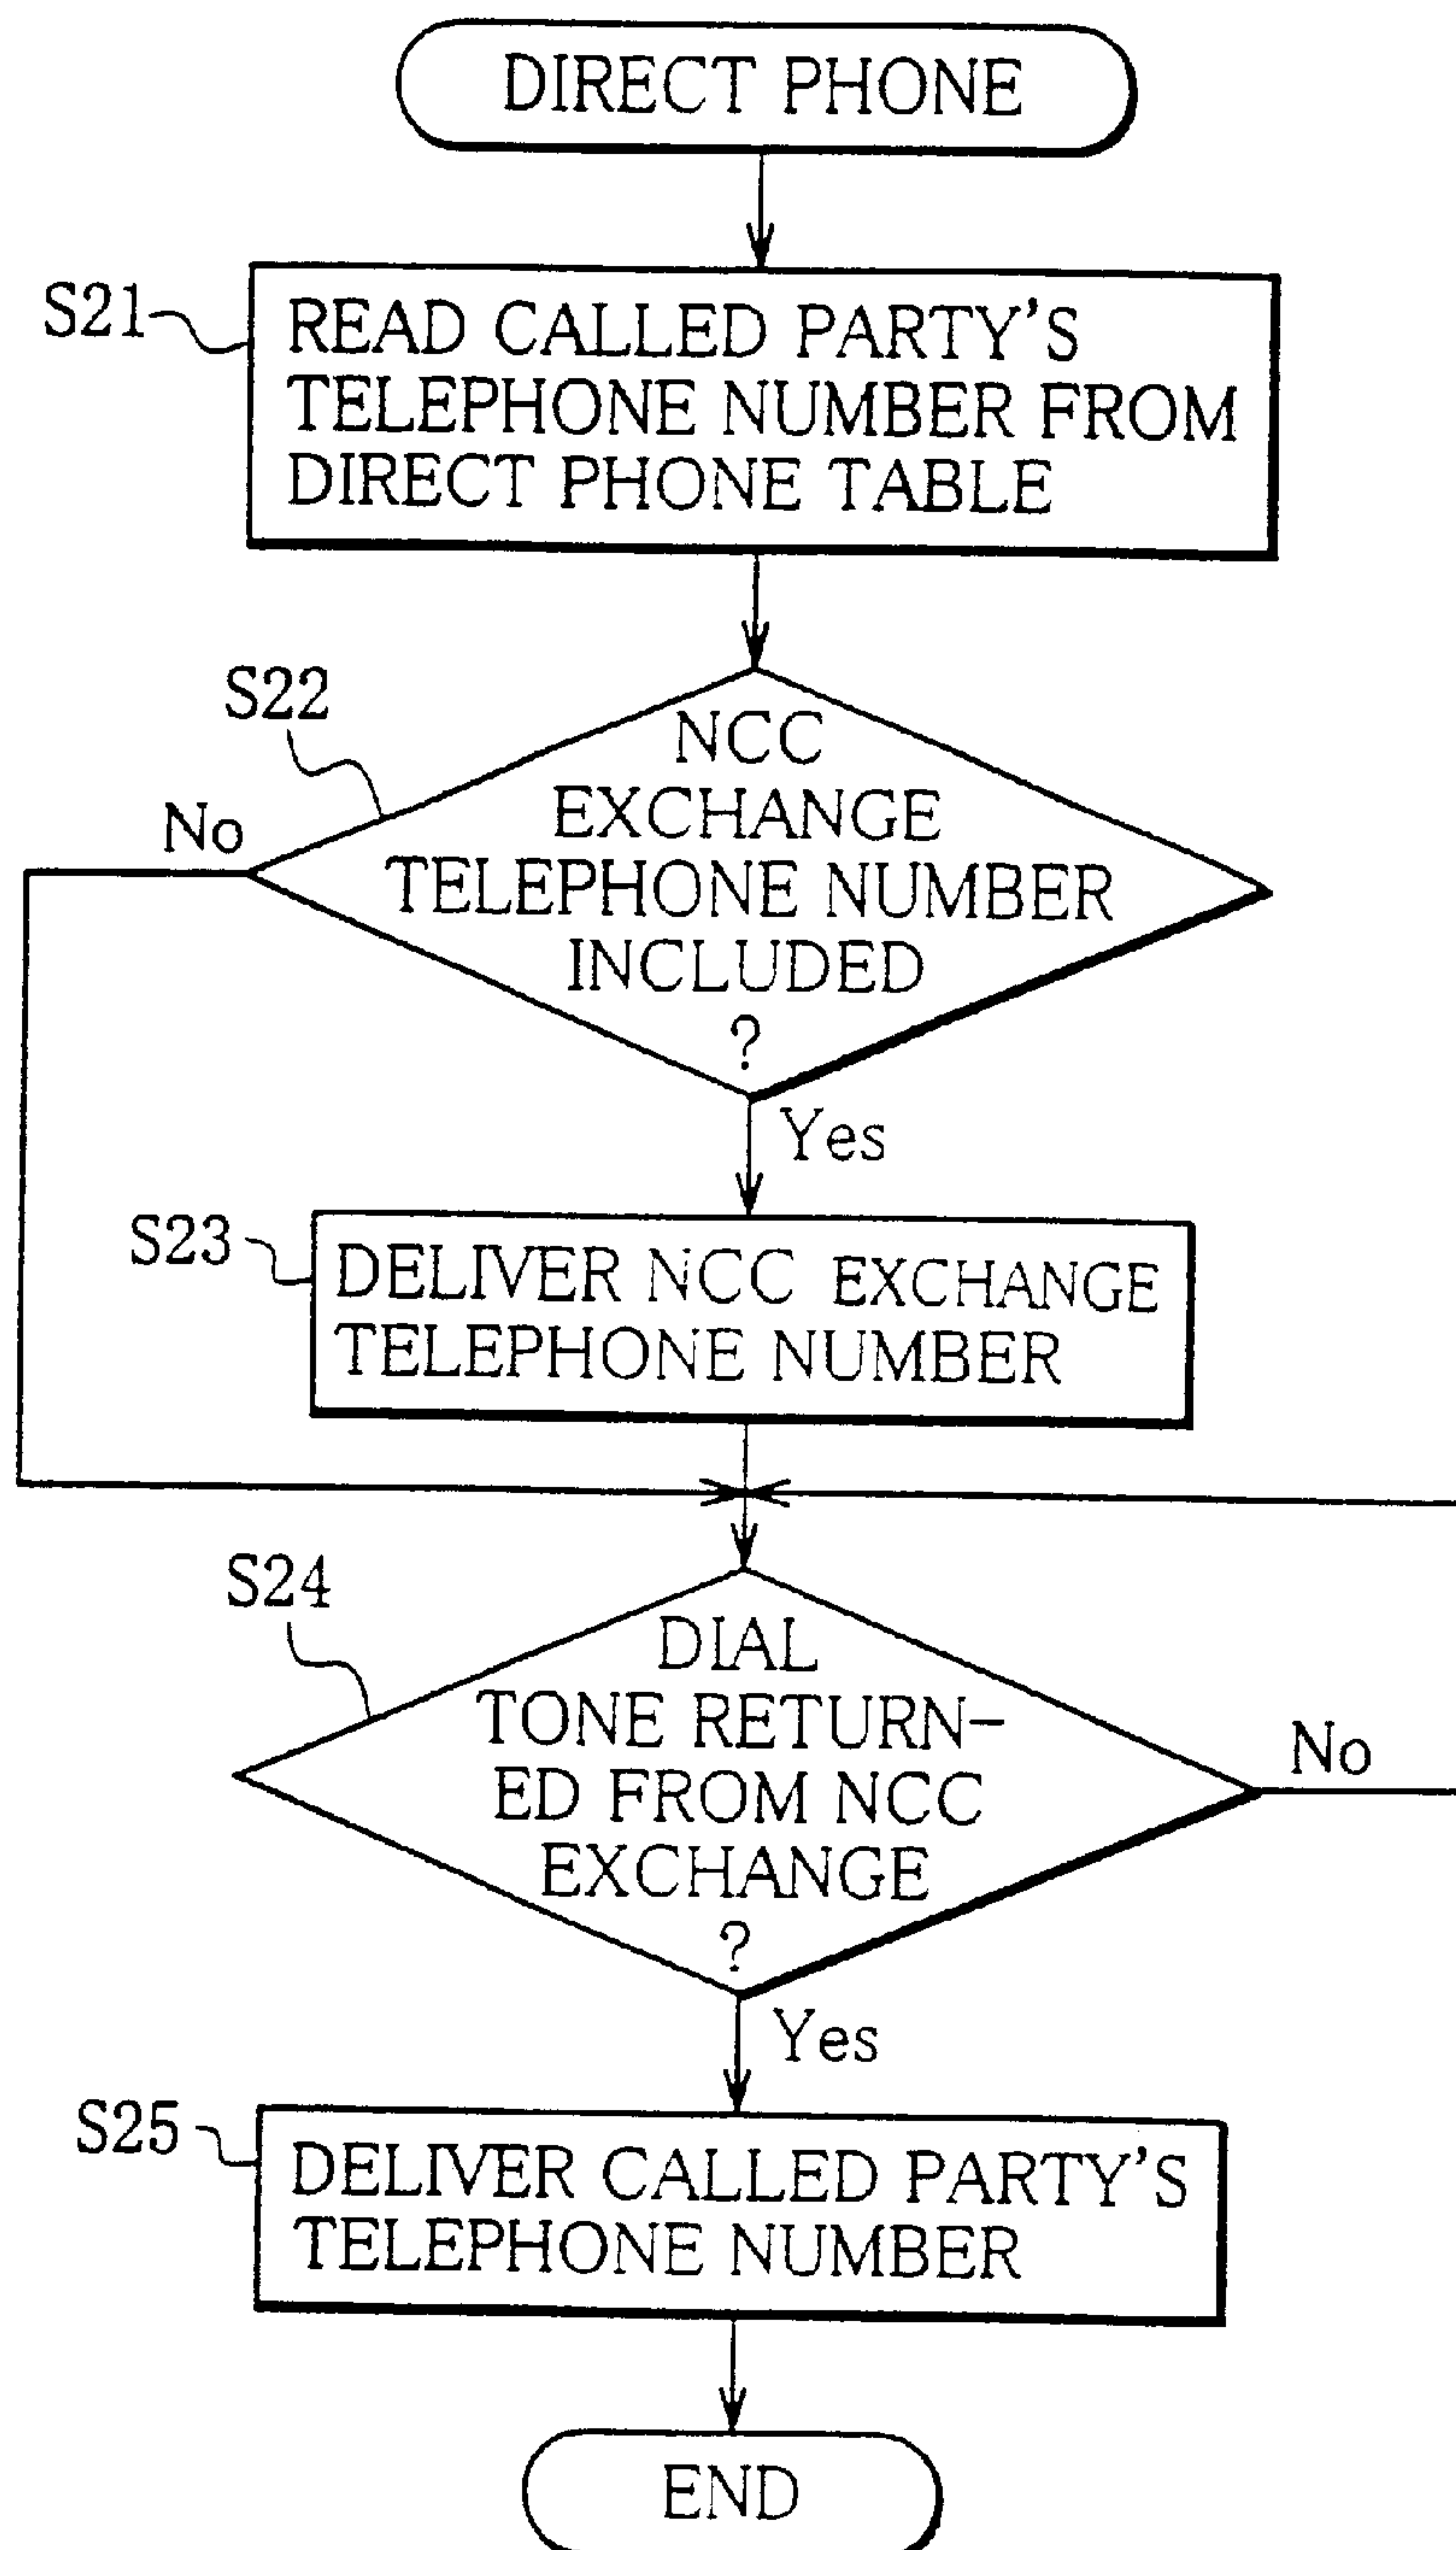 DIRECT PHONE
S21
READ CALLED PARTY'S
TELEPHONE NUMBER FROM
DIRECT PHONE TABLE
S22
No
NCC
EXCHANGE
TELEPHONE NUMBER
INCLUDED
?
Yes
S23
DELIVER NCC EXCHANGE
TELEPHONE NUMBER
S24
DIAL
TONE RETURN-
ED FROM NCC
EXCHANGE
?
No
Yes
S25
DELIVER CALLED PARTY'S
TELEPHONE NUMBER
END